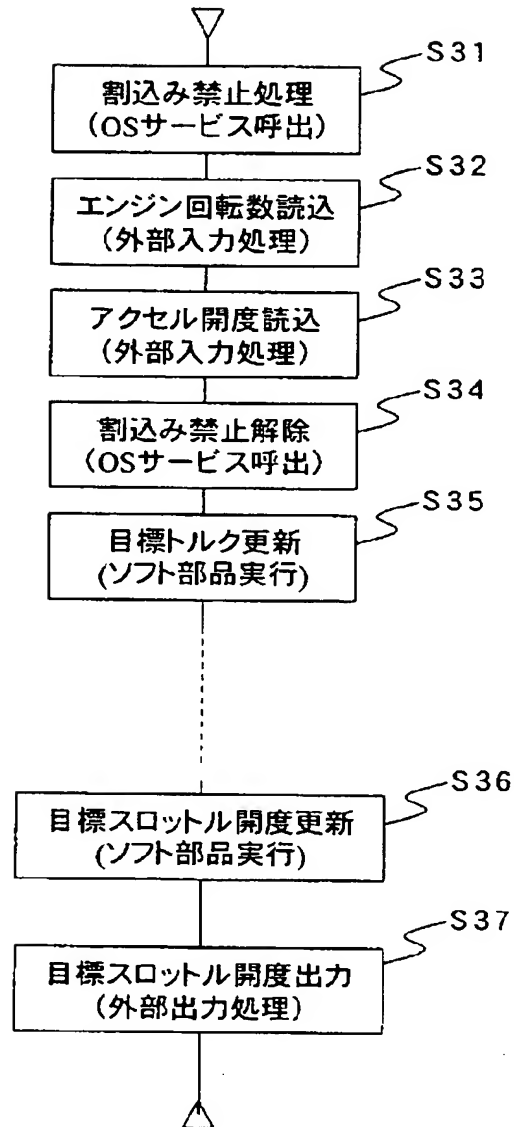 割込み禁止処理
(OSサービス呼出)
S31
エンジン回転数読込
(外部入力処理)
S32
アクセル開度読込
(外部入力処理)
S33
割込み禁止解除
(OSサービス呼出)
S34
目標トルク更新
(ソフト部品実行)
S35
目標スロットル開度更新
(ソフト部品実行)
S36
目標スロットル開度出力
(外部出力処理)
S37